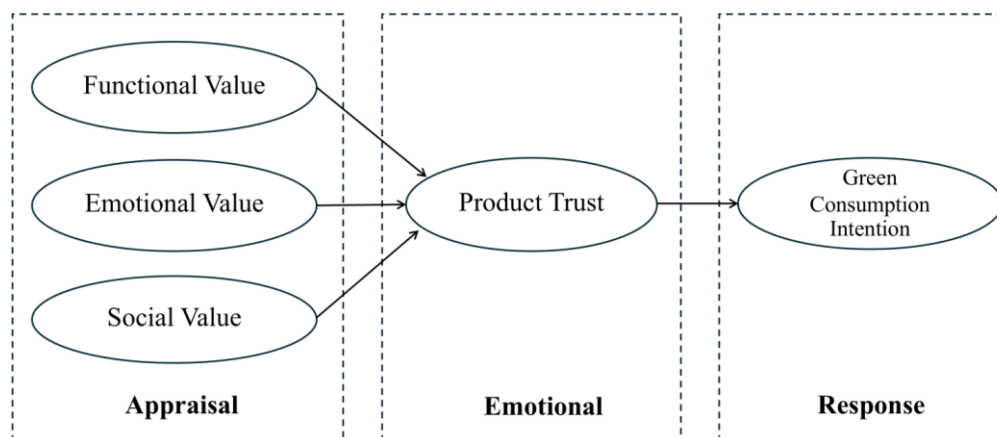 Functional Value
Emotional Value
Social Value
Appraisal
Product Trust
Emotional
Green
Consumption
Intention
Response